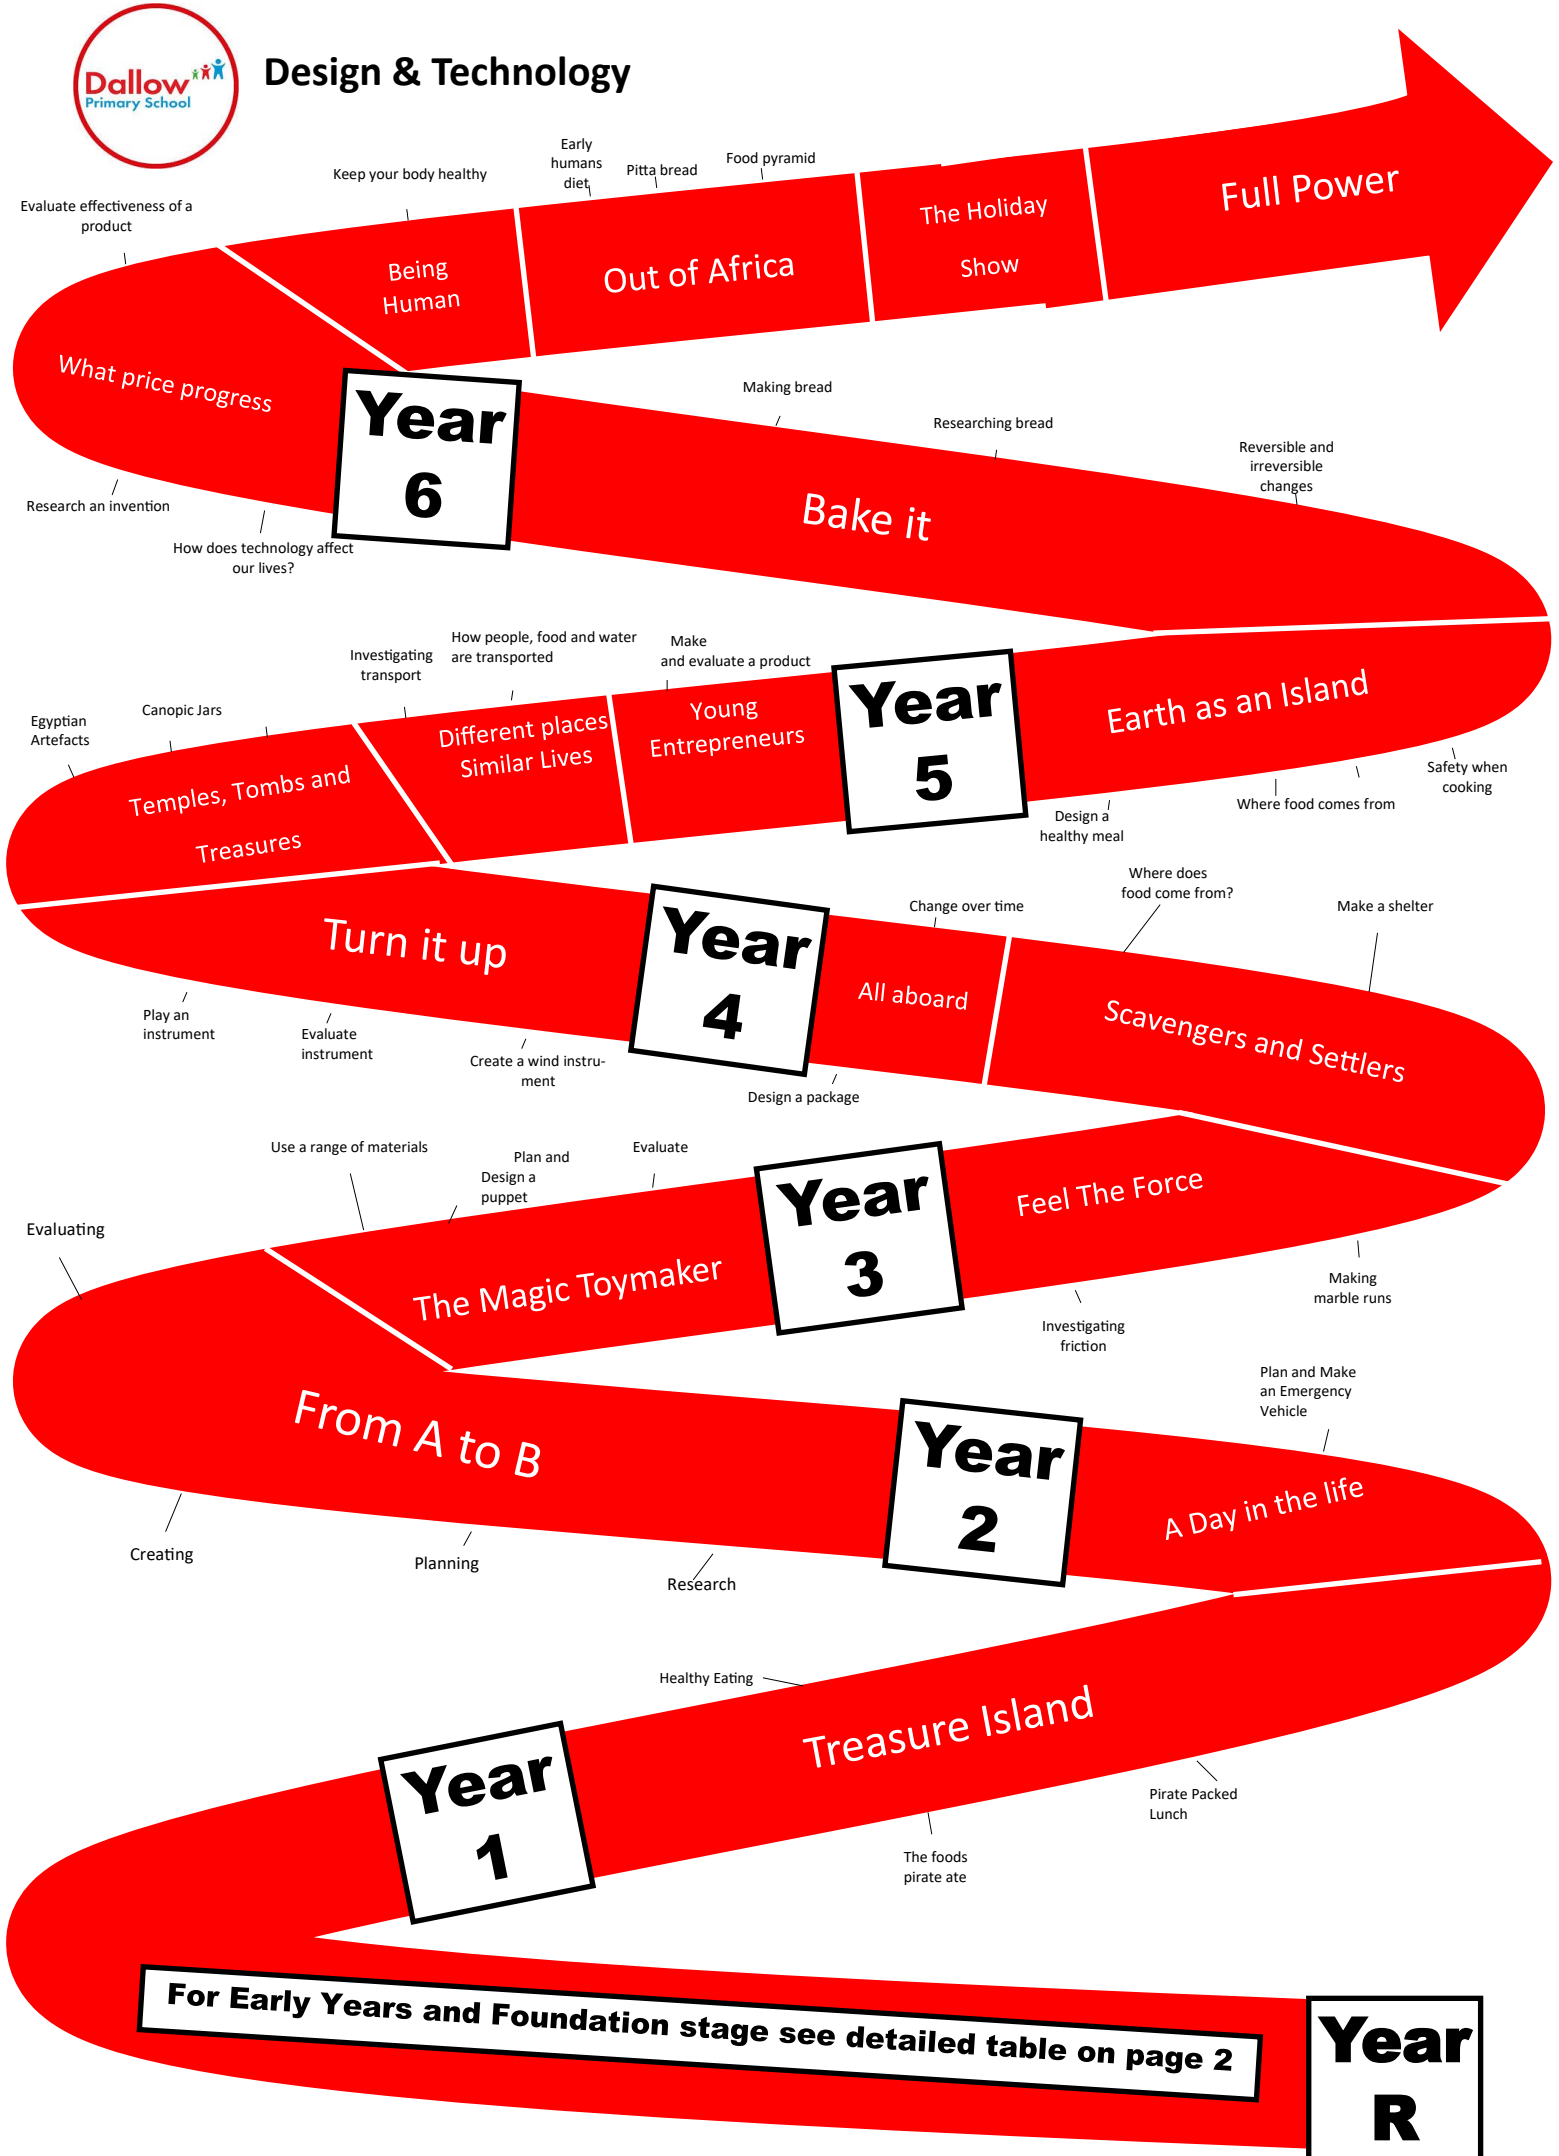 Dallow
Primary School
Design & Technology
Early
humans
diet
Pitta bread
Food pyramid
Keep your body healthy
Evaluate effectiveness of a
product
Full Power
The Holiday
Show
Out of Africa
Being
Human
What price progress
Year
6
Making bread
Researching bread
Reversible and
irreversible
changes
Research an invention
How does technology affect
our lives?
Bake it
How people, food and water
are transported
Make
and evaluate a product
Investigating
transport
Canopic Jars
Egyptian
Artefacts
Temples, Tombs and
Treasures
Different places
Similar Lives
Young
Entrepreneurs
Year
5
Earth as an Island
Safety when
cooking
Where food comes from
Design a
healthy meal
Where does
food come from?
Change over time
Make a shelter
Turn it up
Year
4
All aboard
Scavengers and Settlers
Play an
instrument
Evaluate
instrument
Create a wind instru-
ment
Design a package
Use a range of materials
Plan and
Design a
puppet
Evaluate
Evaluating
The Magic Toymaker
Year
3
Feel The Force
Making
marble runs
Investigating
friction
Plan and Make
an Emergency
Vehicle
From A to B
Year
2
A Day in the life
Creating
Planning
Research
Healthy Eating
Treasure Island
Year
1
Pirate Packed
Lunch
The foods
pirate ate
For Early Years and Foundation stage see detailed table on page 2
Year
R